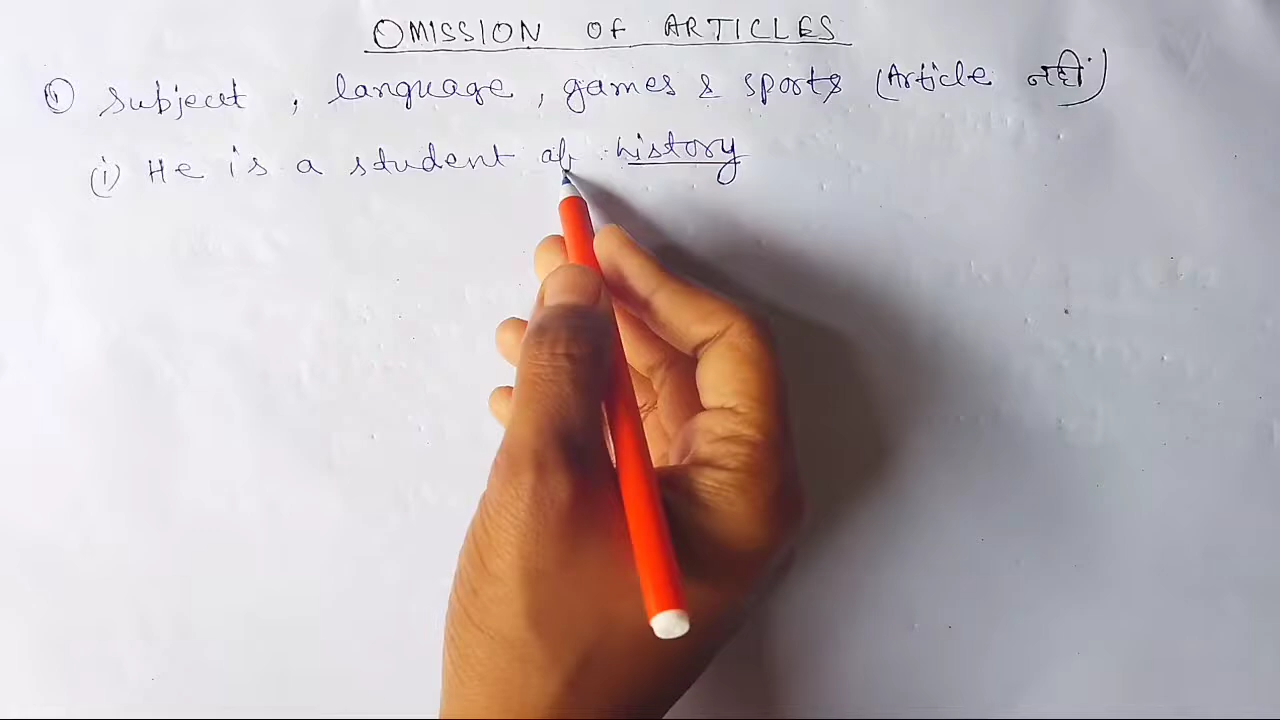 OMISSION OF ARTICLES
① Subject, language, games & sports (Article नहीं)
(i) He is a student of history